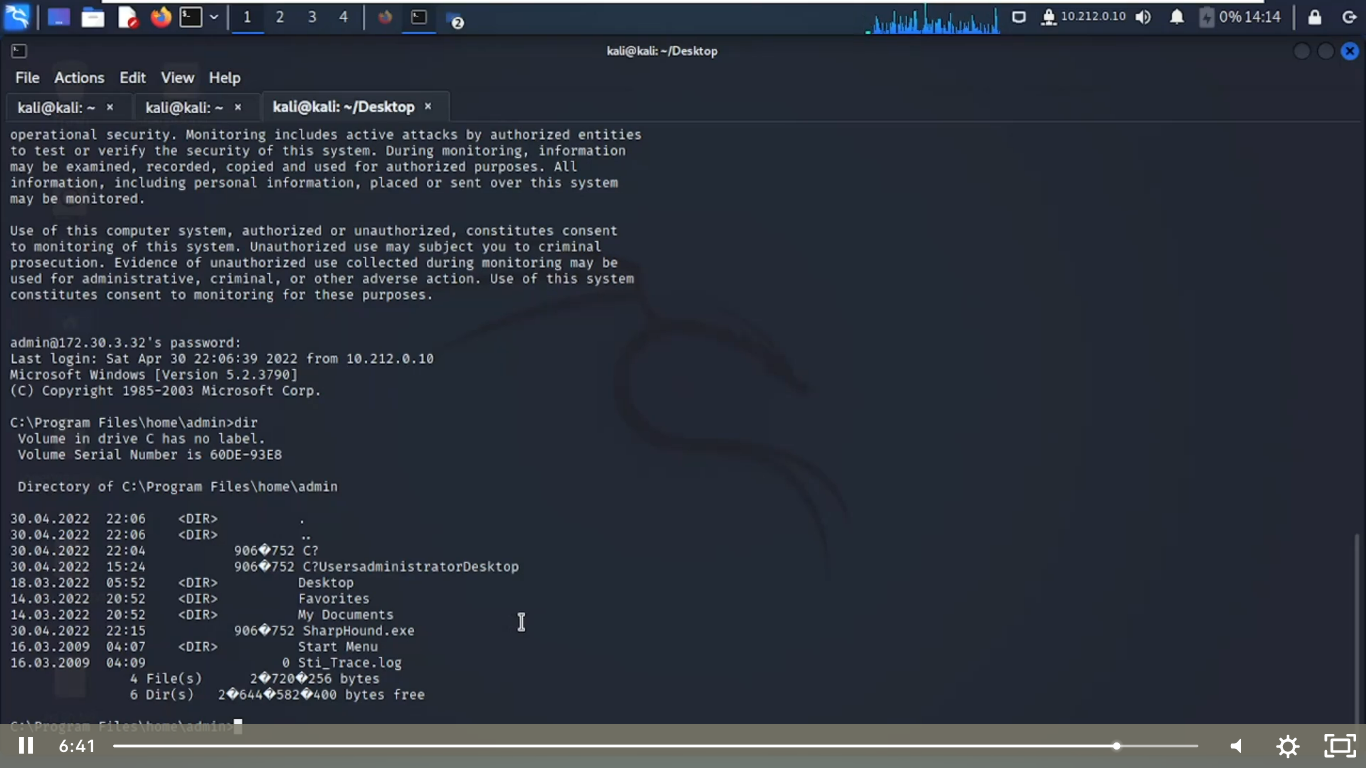 1 2 3 4 2 10.212.0.10 0% 14:14
kali@kali: ~/Desktop
File Actions Edit View Help
kali@kali: ~ × kali@kali: ~ × kali@kali: ~/Desktop ×
operational security. Monitoring includes active attacks by authorized entities
to test or verify the security of this system. During monitoring, information
may be examined, recorded, copied and used for authorized purposes. All
information, including personal information, placed or sent over this system
may be monitored.
Use of this computer system, authorized or unauthorized, constitutes consent
to monitoring of this system. Unauthorized use may subject you to criminal
prosecution. Evidence of unauthorized use collected during monitoring may be
used for administrative, criminal, or other adverse action. Use of this system
constitutes consent to monitoring for these purposes.
admin@172.30.3.32's password:
Last login: Sat Apr 30 22:06:39 2022 from 10.212.0.10
Microsoft Windows [Version 5.2.3790]
(C) Copyright 1985-2003 Microsoft Corp.
C:\Program Files\home\admin>dir
Volume in drive C has no label.
Volume Serial Number is 60DE-93E8
Directory of C:\Program Files\home\admin
30.04.2022 22:06 <DIR> .
30.04.2022 22:06 <DIR> ..
30.04.2022 22:04 906�752 C?
30.04.2022 15:24 906�752 C?UsersadministratorDesktop
18.03.2022 05:52 <DIR> Desktop
14.03.2022 20:52 <DIR> Favorites
14.03.2022 20:52 <DIR> My Documents
30.04.2022 22:15 906�752 SharpHound.exe
16.03.2009 04:07 <DIR> Start Menu
16.03.2009 04:09 0 Sti_Trace.log
4 File(s) 2�720�256 bytes
6 Dir(s) 2�644�582�400 bytes free
C:\Program Files\home\admin>
6:41